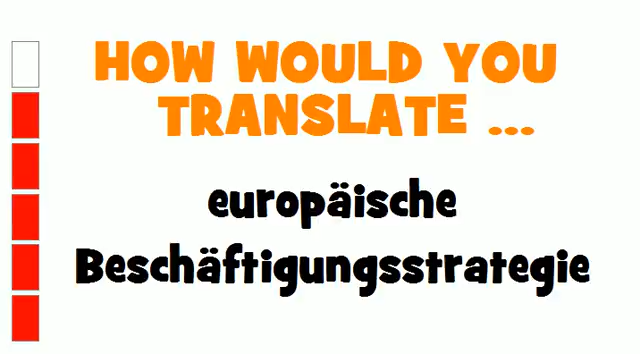 HOW WOULD YOU
TRANSLATE ...
europäische
Beschäftigungsstrategie